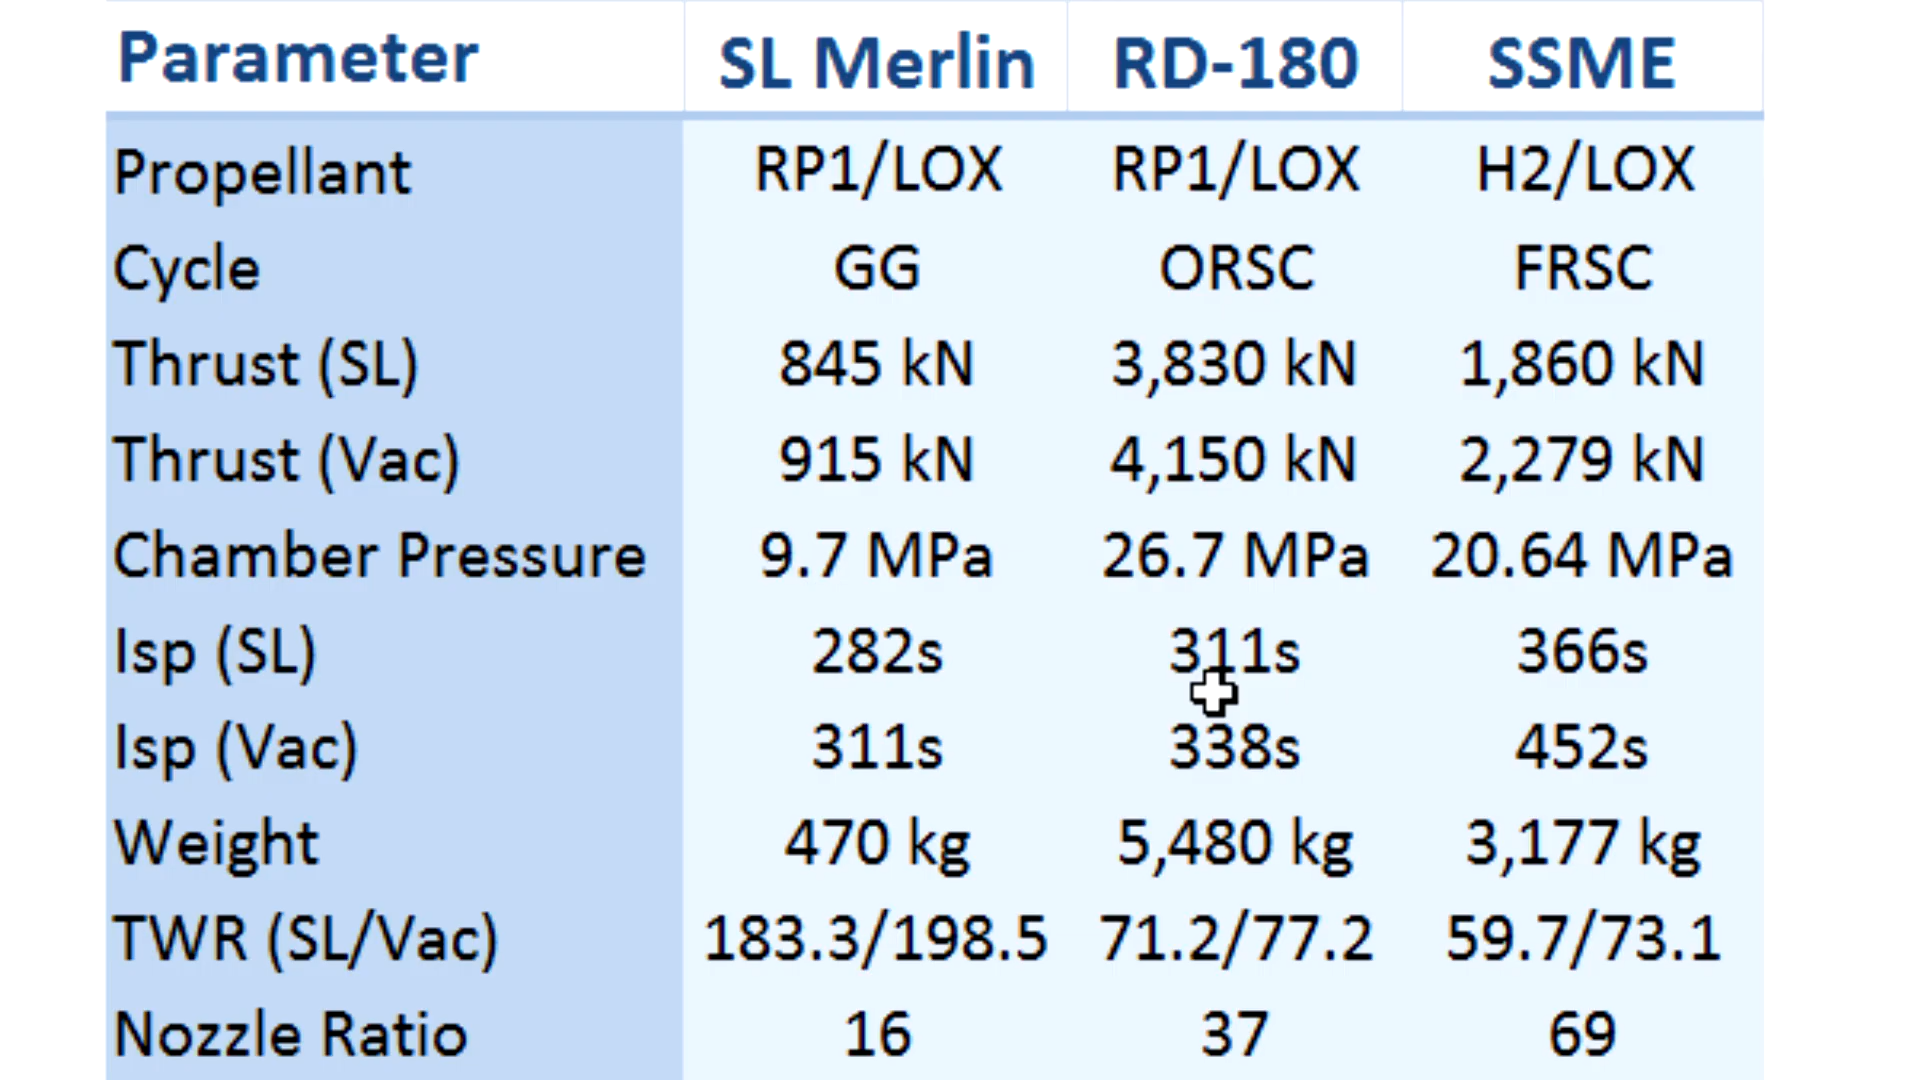 Parameter SL Merlin RD-180 SSME
Propellant RP1/LOX RP1/LOX H2/LOX
Cycle GG ORSC FRSC
Thrust (SL) 845 kN 3,830 kN 1,860 kN
Thrust (Vac) 915 kN 4,150 kN 2,279 kN
Chamber Pressure 9.7 MPa 26.7 MPa 20.64 MPa
Isp (SL) 282s 311s 366s
Isp (Vac) 311s 338s 452s
Weight 470 kg 5,480 kg 3,177 kg
TWR (SL/Vac) 183.3/198.5 71.2/77.2 59.7/73.1
Nozzle Ratio 16 37 69